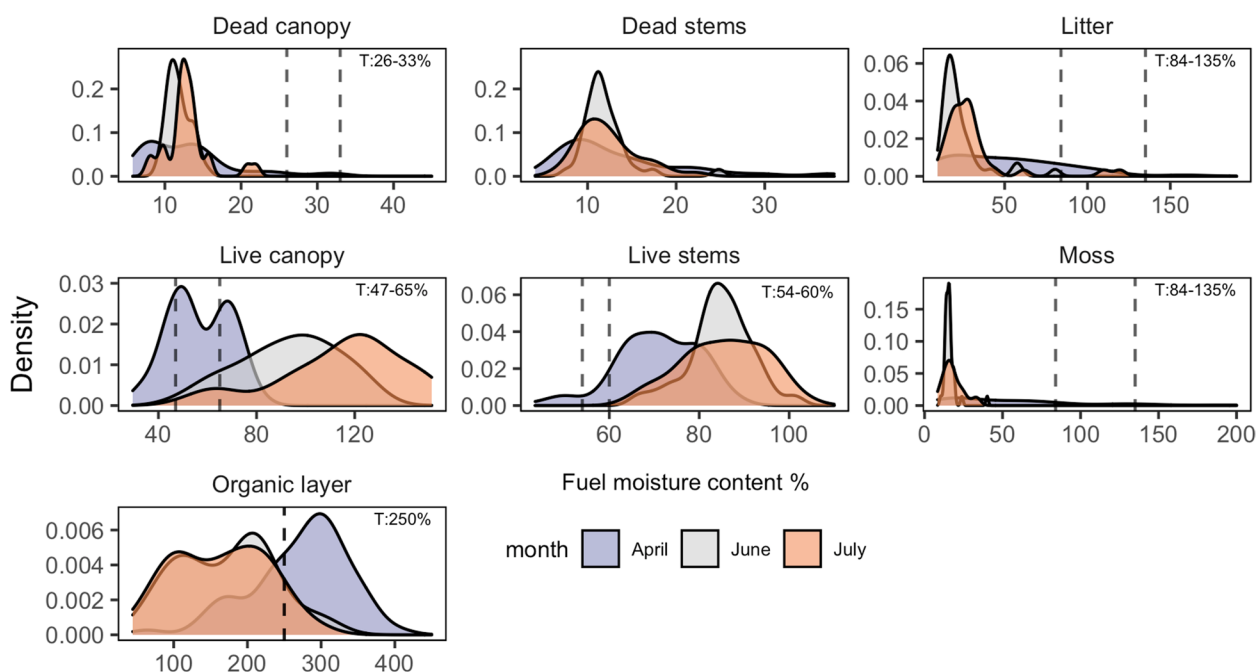 Dead canopy
T:26-33%
0.2
0.1
0.0
10 20 30 40
Dead stems
0.2
0.1
0.0
10 20 30
Litter
T:84-135%
0.06
0.04
0.02
0.00
50 100 150
Density
Live canopy
T:47-65%
0.03
0.02
0.01
0.00
40 80 120
Live stems
T:54-60%
0.06
0.04
0.02
0.00
60 80 100
Moss
T:84-135%
0.15
0.10
0.05
0.00
0 50 100 150 200
Organic layer
T:250%
0.006
0.004
0.002
0.000
100 200 300 400
Fuel moisture content %
month April June July